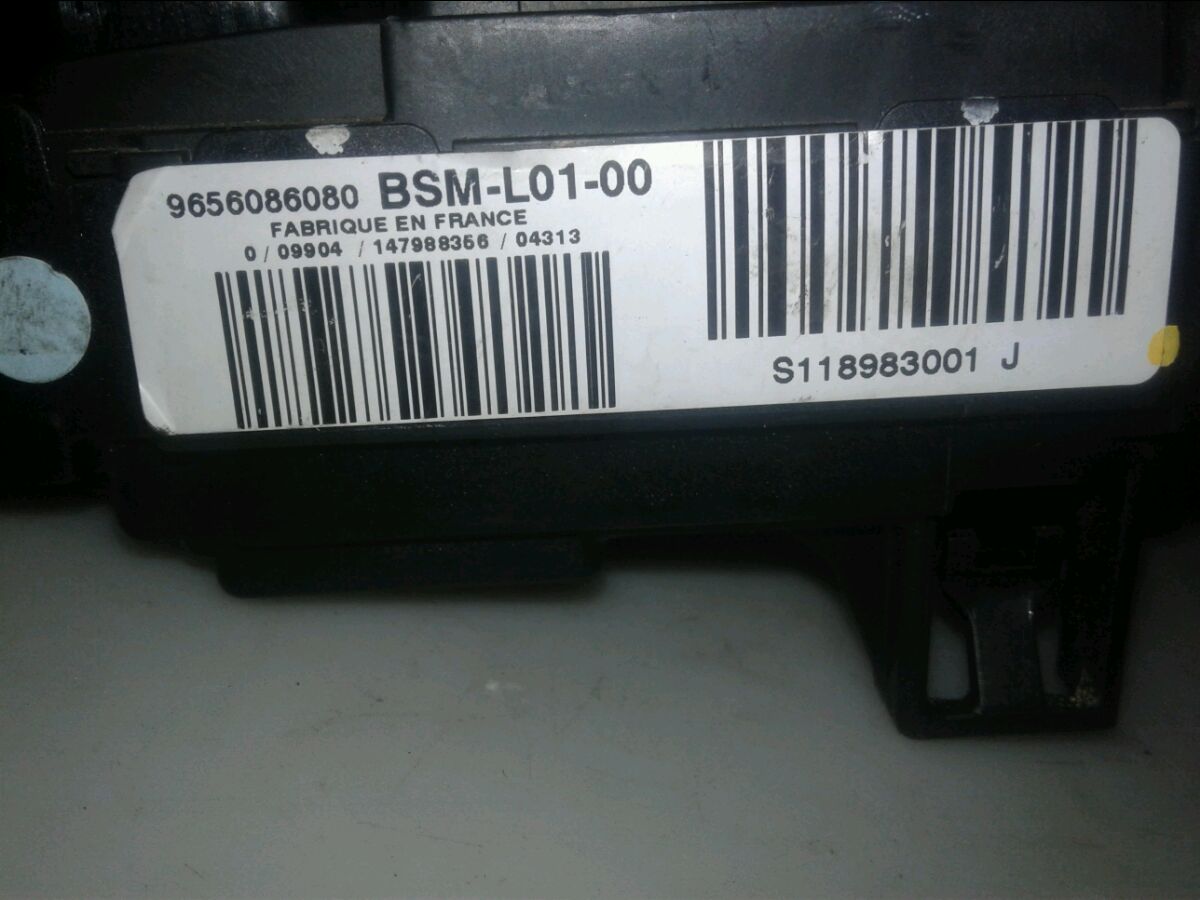 9656086080 BSM-L01-00
FABRIQUE EN FRANCE
0 / 09904 / 147988356 / 04313
S118983001 J